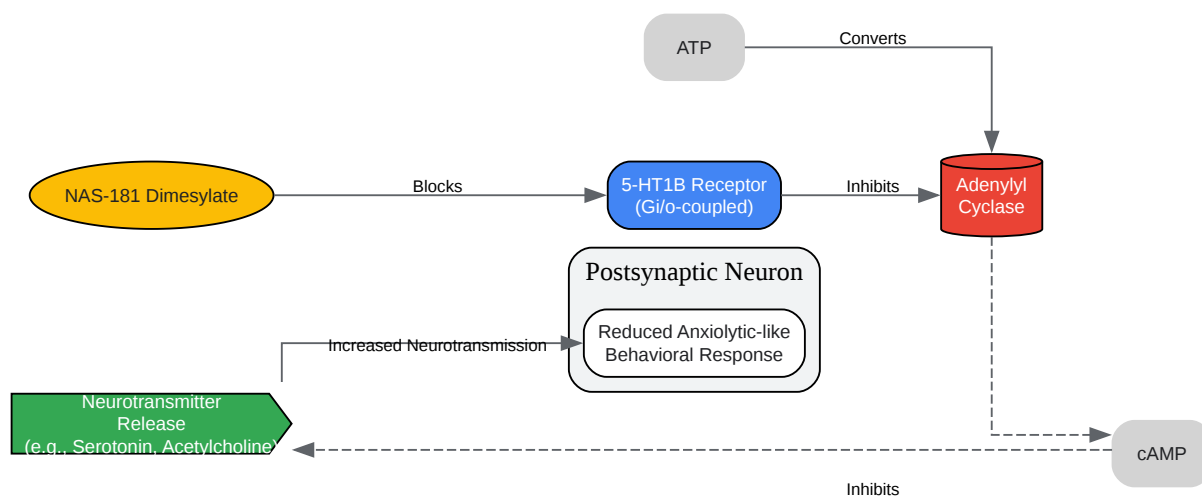 ATP
Converts
NAS-181 Dimesylate
Blocks
5-HT1B Receptor
(Gi/o-coupled)
Inhibits
Adenylyl
Cyclase
Postsynaptic Neuron
Reduced Anxiolytic-like
Behavioral Response
Increased Neurotransmission
Neurotransmitter
Release
(e.g., Serotonin, Acetylcholine)
cAMP
Inhibits